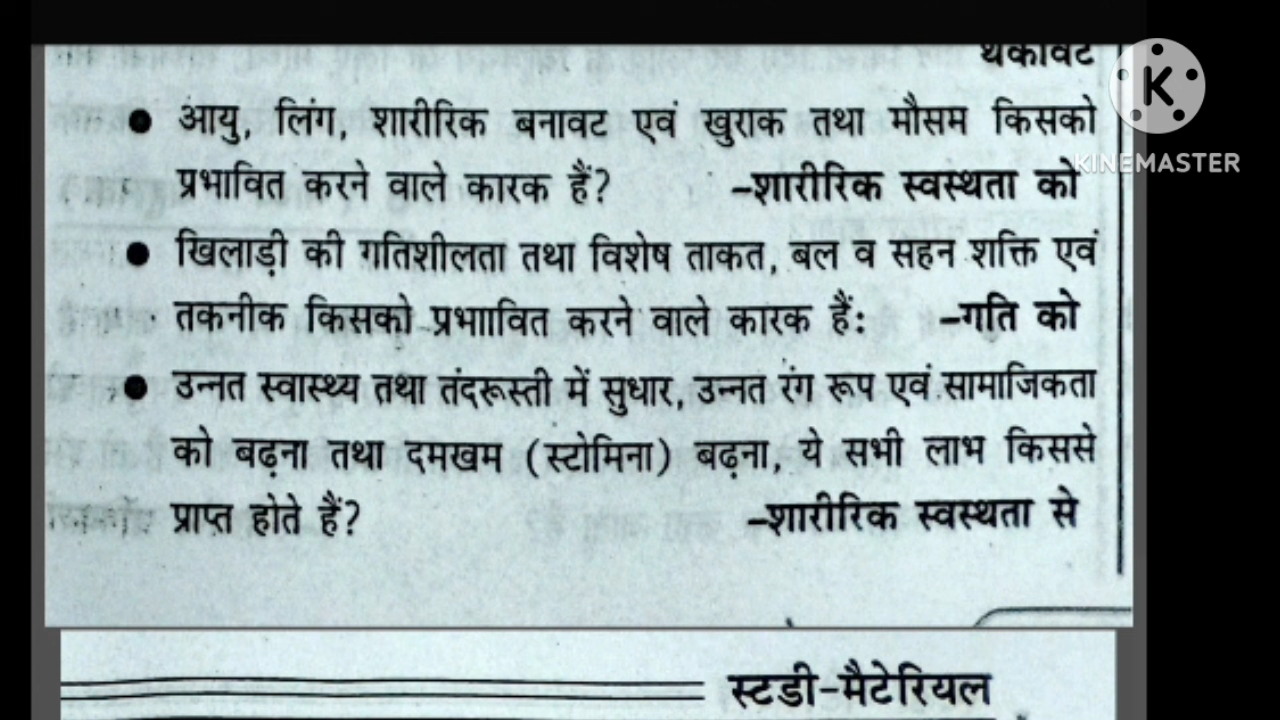 थकावट
● आयु, लिंग, शारीरिक बनावट एवं खुराक तथा मौसम किसको
प्रभावित करने वाले कारक हैं? –शारीरिक स्वस्थता को
● खिलाड़ी की गतिशीलता तथा विशेष ताकत, बल व सहन शक्ति एवं
तकनीक किसको प्रभाावित करने वाले कारक हैं: –गति को
● उन्नत स्वास्थ्य तथा तंदरूस्ती में सुधार, उन्नत रंग रूप एवं सामाजिकता
को बढ़ना तथा दमखम (स्टोमिना) बढ़ना, ये सभी लाभ किससे
प्राप्त होते हैं? –शारीरिक स्वस्थता से
स्टडी-मैटेरियल
K
KINEMASTER